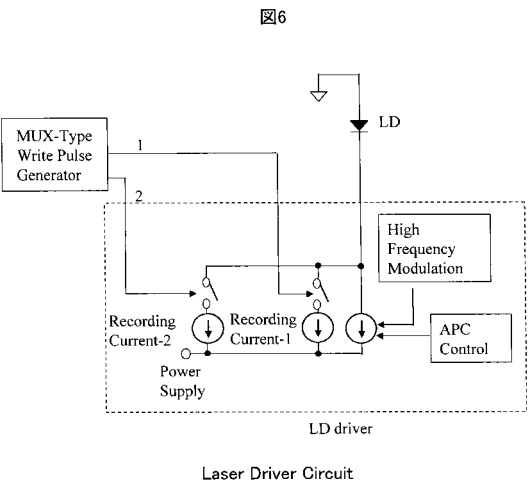 図6
LD
MUX-Type
Write Pulse
Generator
1
2
High
Frequency
Modulation
Recording
Current-2
Recording
Current-1
APC
Control
Power
Supply
LD driver
Laser Driver Circuit